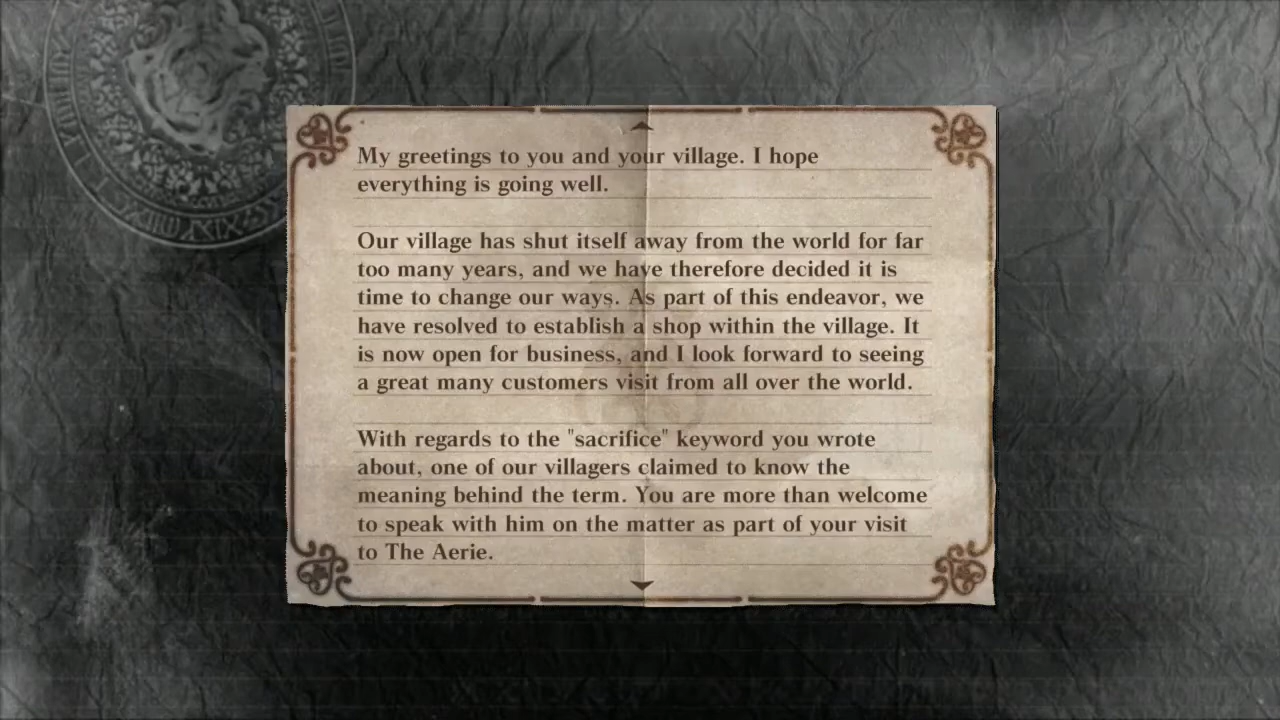 My greetings to you and your village. I hope
everything is going well.
Our village has shut itself away from the world for far
too many years, and we have therefore decided it is
time to change our ways. As part of this endeavor, we
have resolved to establish a shop within the village. It
is now open for business, and I look forward to seeing
a great many customers visit from all over the world.
With regards to the "sacrifice" keyword you wrote
about, one of our villagers claimed to know the
meaning behind the term. You are more than welcome
to speak with him on the matter as part of your visit
to The Aerie.